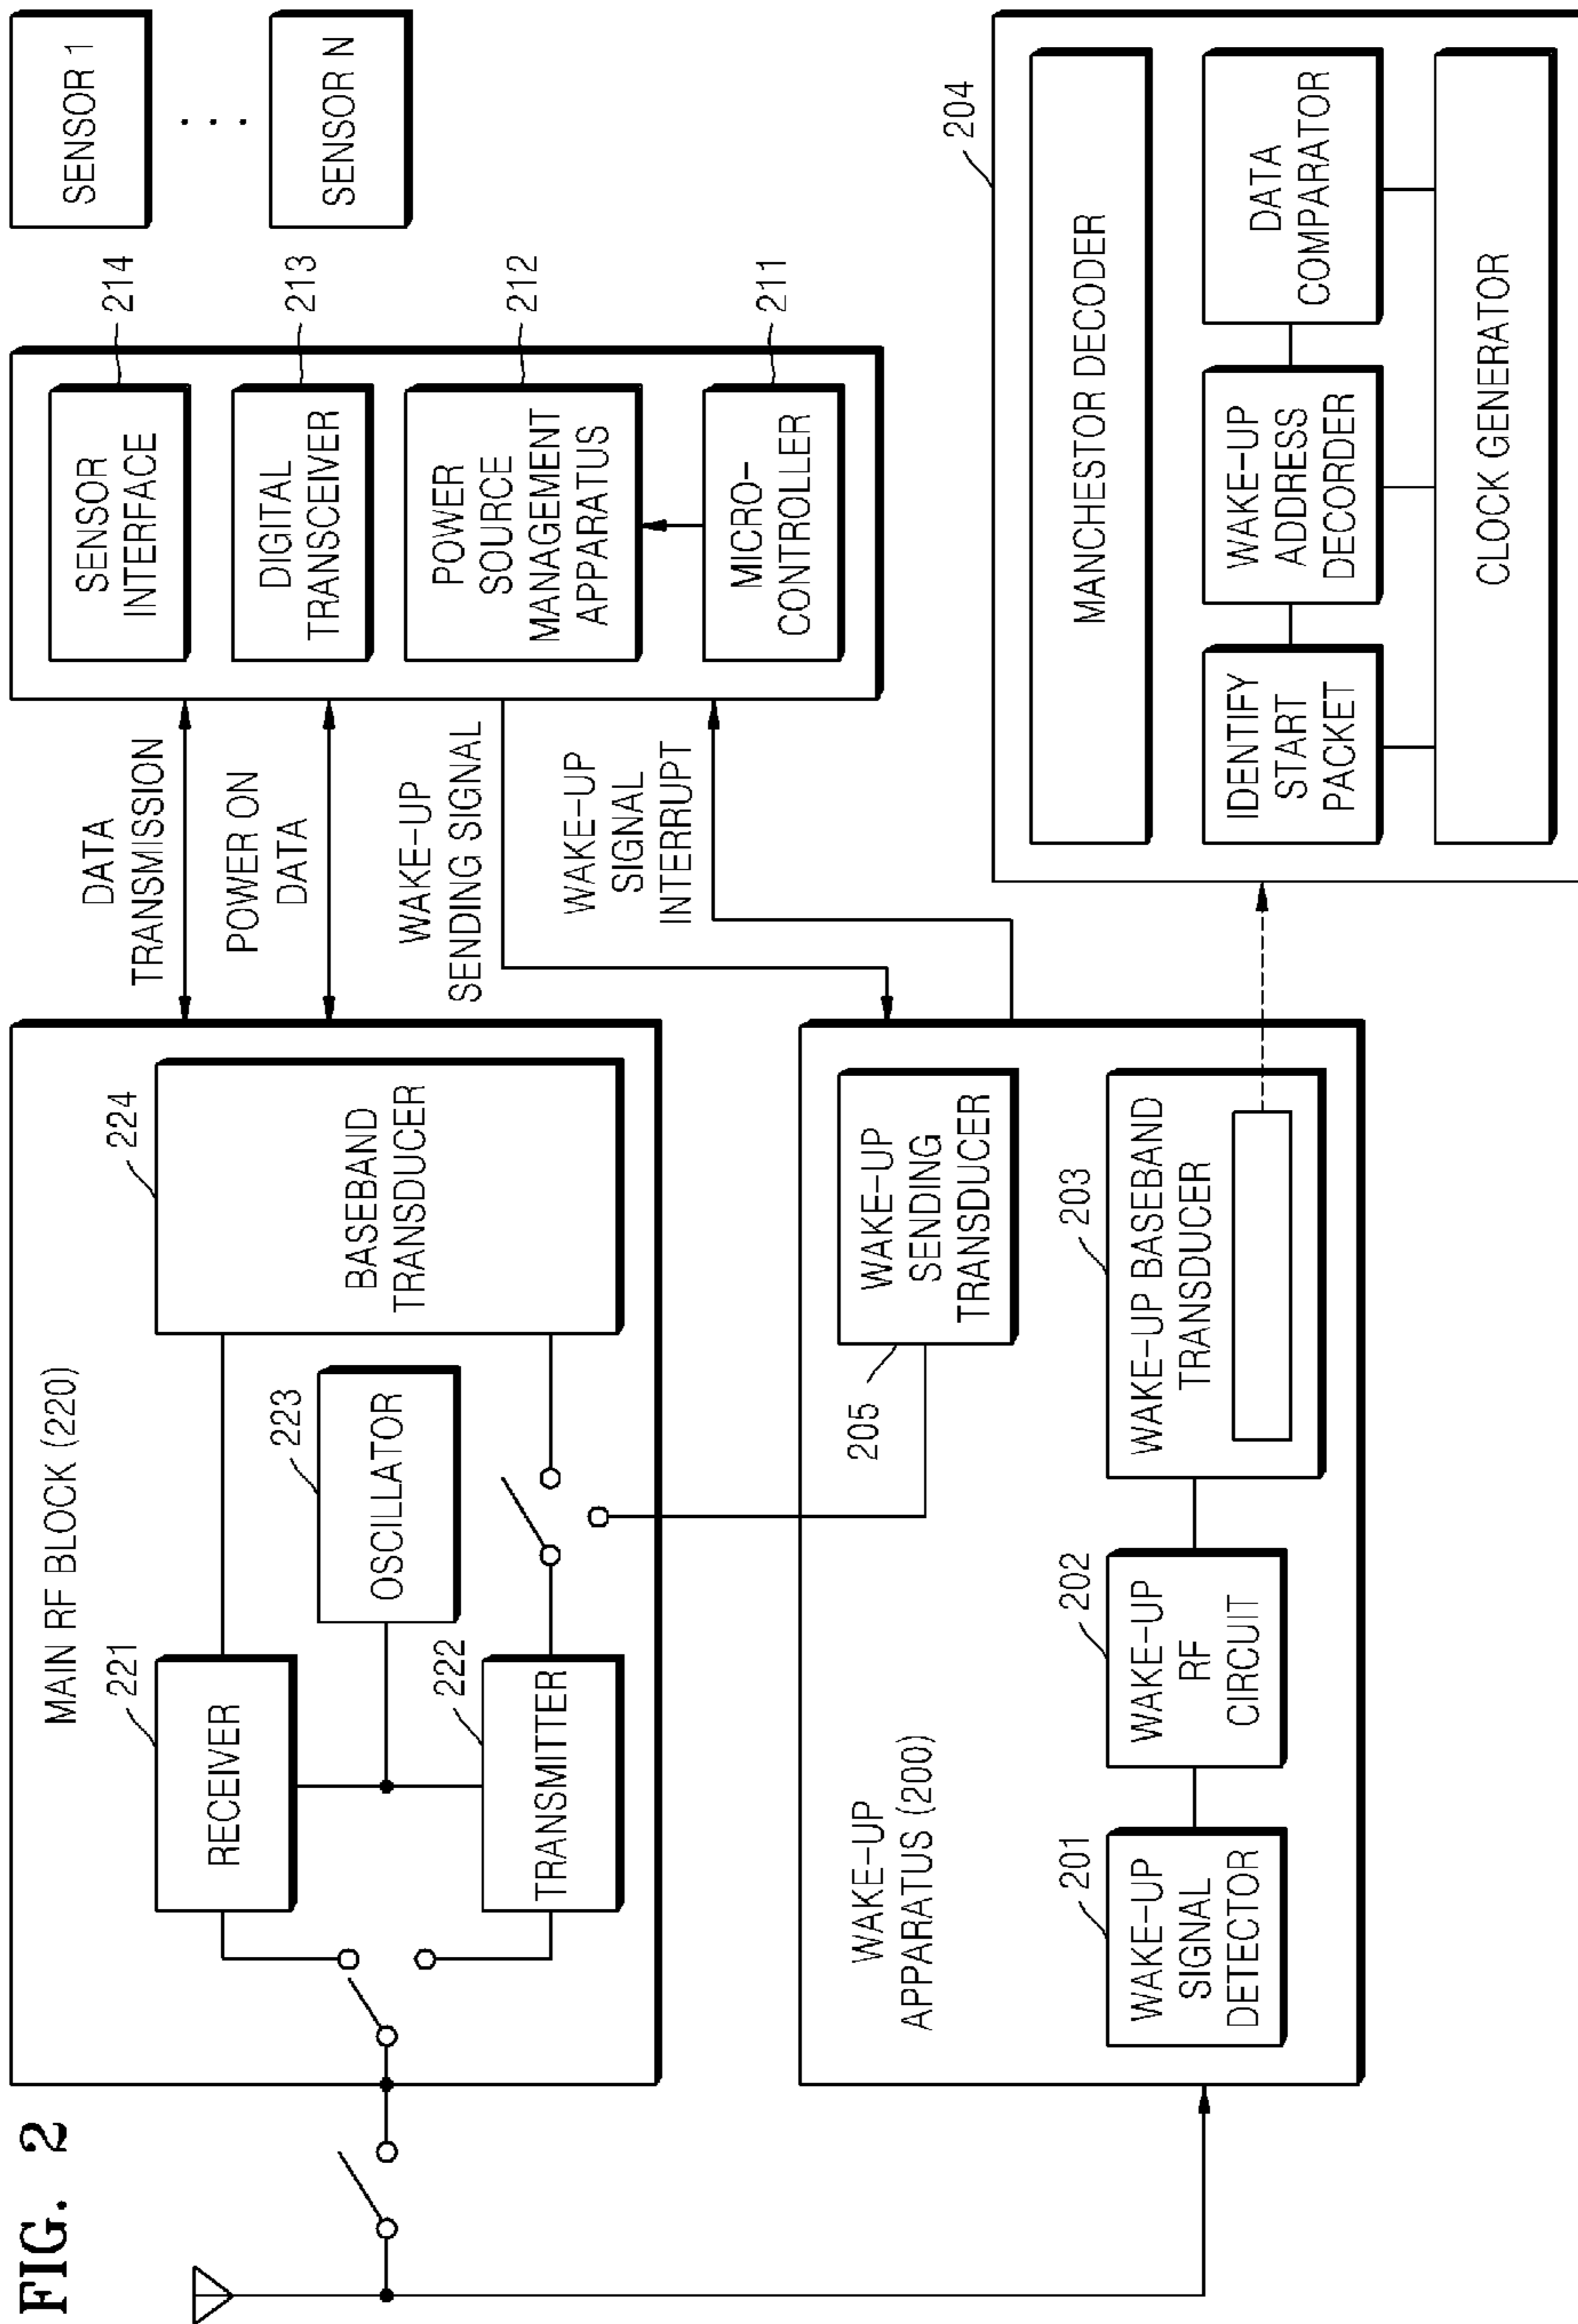 FIG. 2
MAIN RF BLOCK (220)
221
RECEIVER
222
TRANSMITTER
223
OSCILLATOR
224
BASEBAND
TRANSDUCER
DATA
TRANSMISSION
POWER ON
DATA
WAKE-UP
SENDING SIGNAL
WAKE-UP
SIGNAL
INTERRUPT
SENSOR
INTERFACE
214
DIGITAL
TRANSCEIVER
213
POWER
SOURCE
MANAGEMENT
APPARATUS
212
MICRO-
CONTROLLER
211
SENSOR 1
SENSOR N
WAKE-UP
APPARATUS (200)
201
WAKE-UP
SIGNAL
DETECTOR
202
WAKE-UP
RF
CIRCUIT
203
WAKE-UP BASEBAND
TRANSDUCER
205
WAKE-UP
SENDING
TRANSDUCER
204
MANCHESTOR DECODER
IDENTIFY
START
PACKET
WAKE-UP
ADDRESS
DECORDER
DATA
COMPARATOR
CLOCK GENERATOR